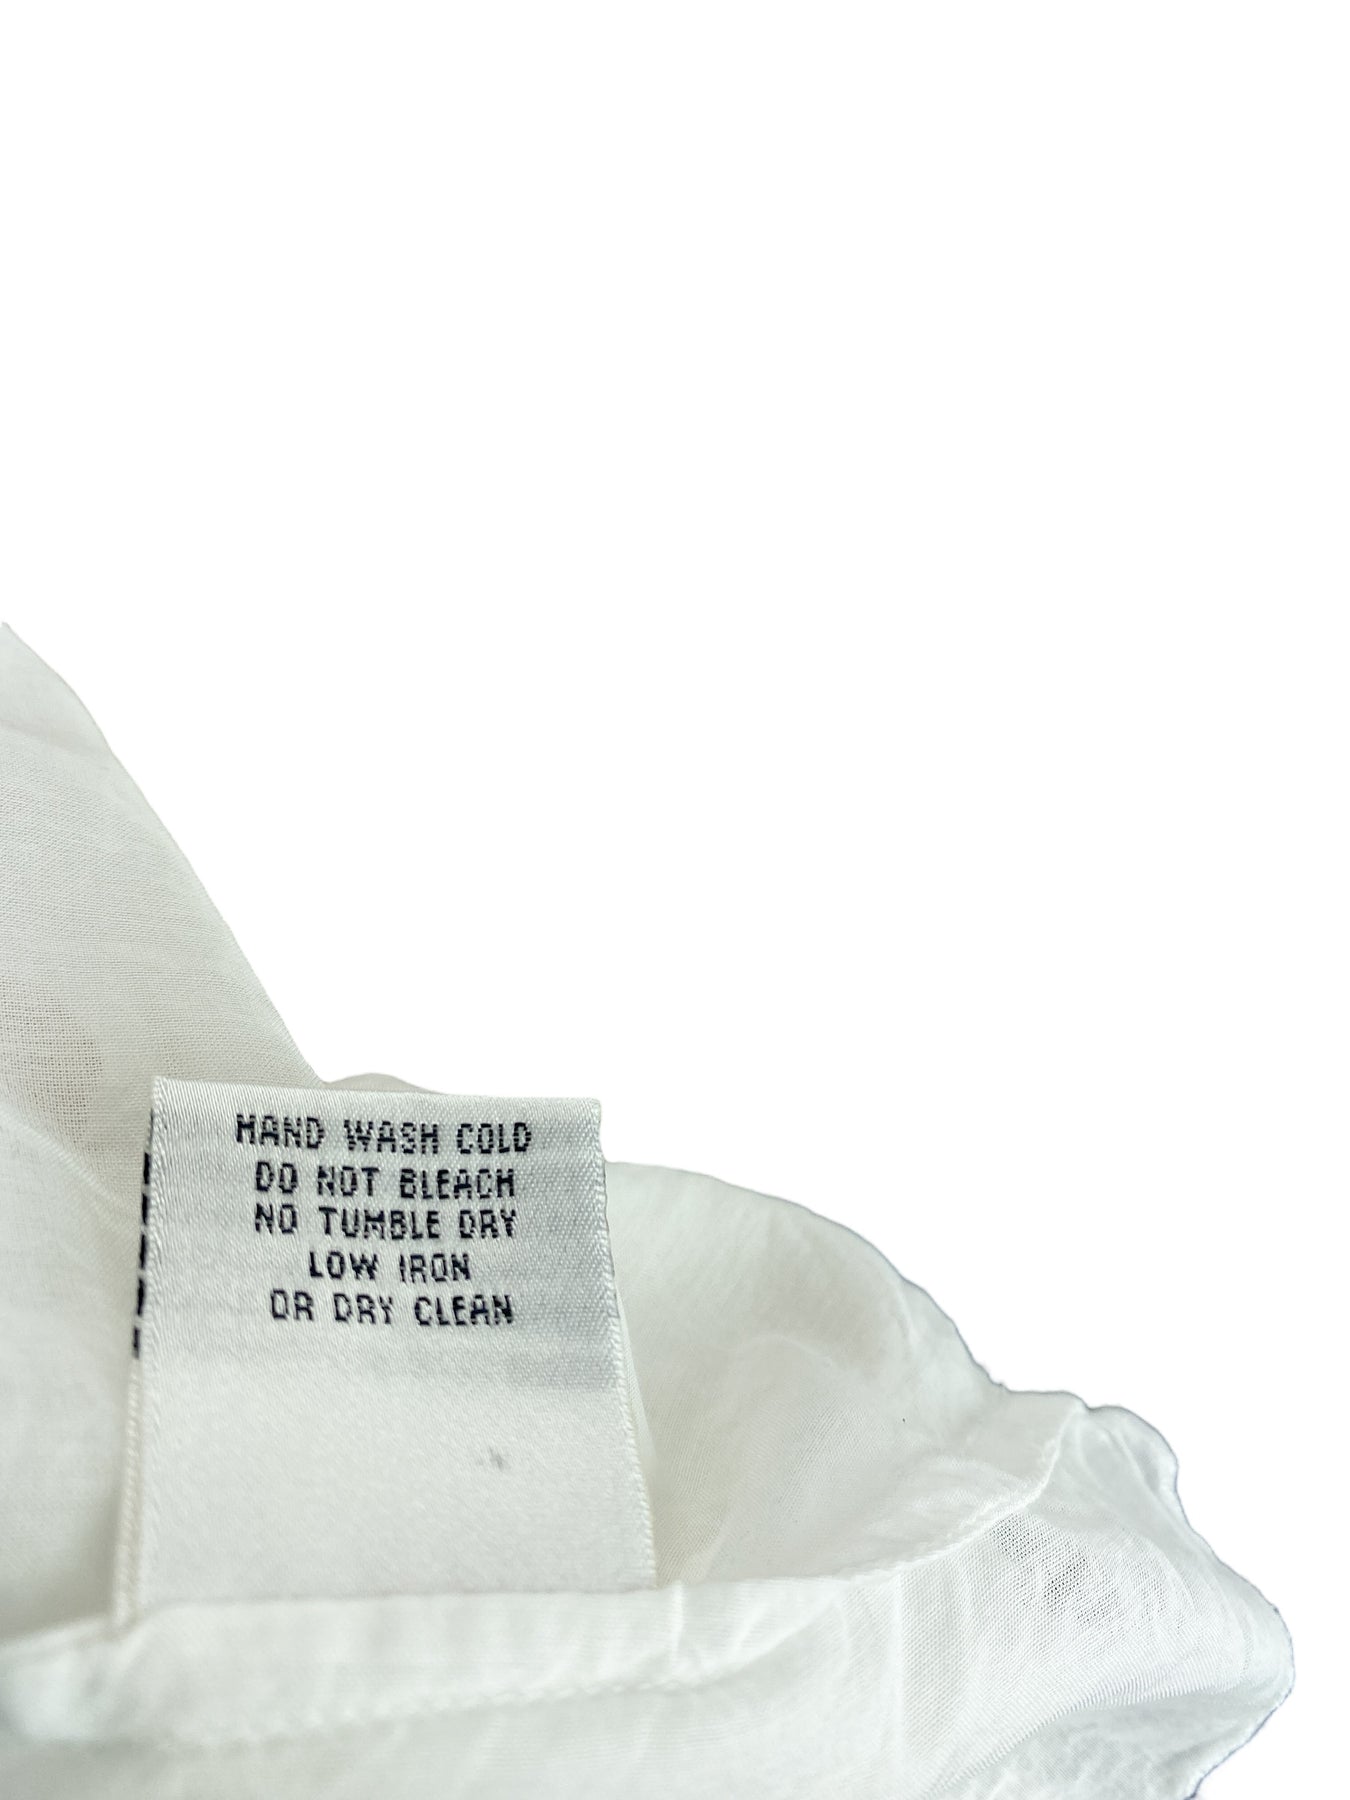 HAND WASH COLD
DO NOT BLEACH
NO TUMBLE DRY
LOW IRON
OR DRY CLEAN